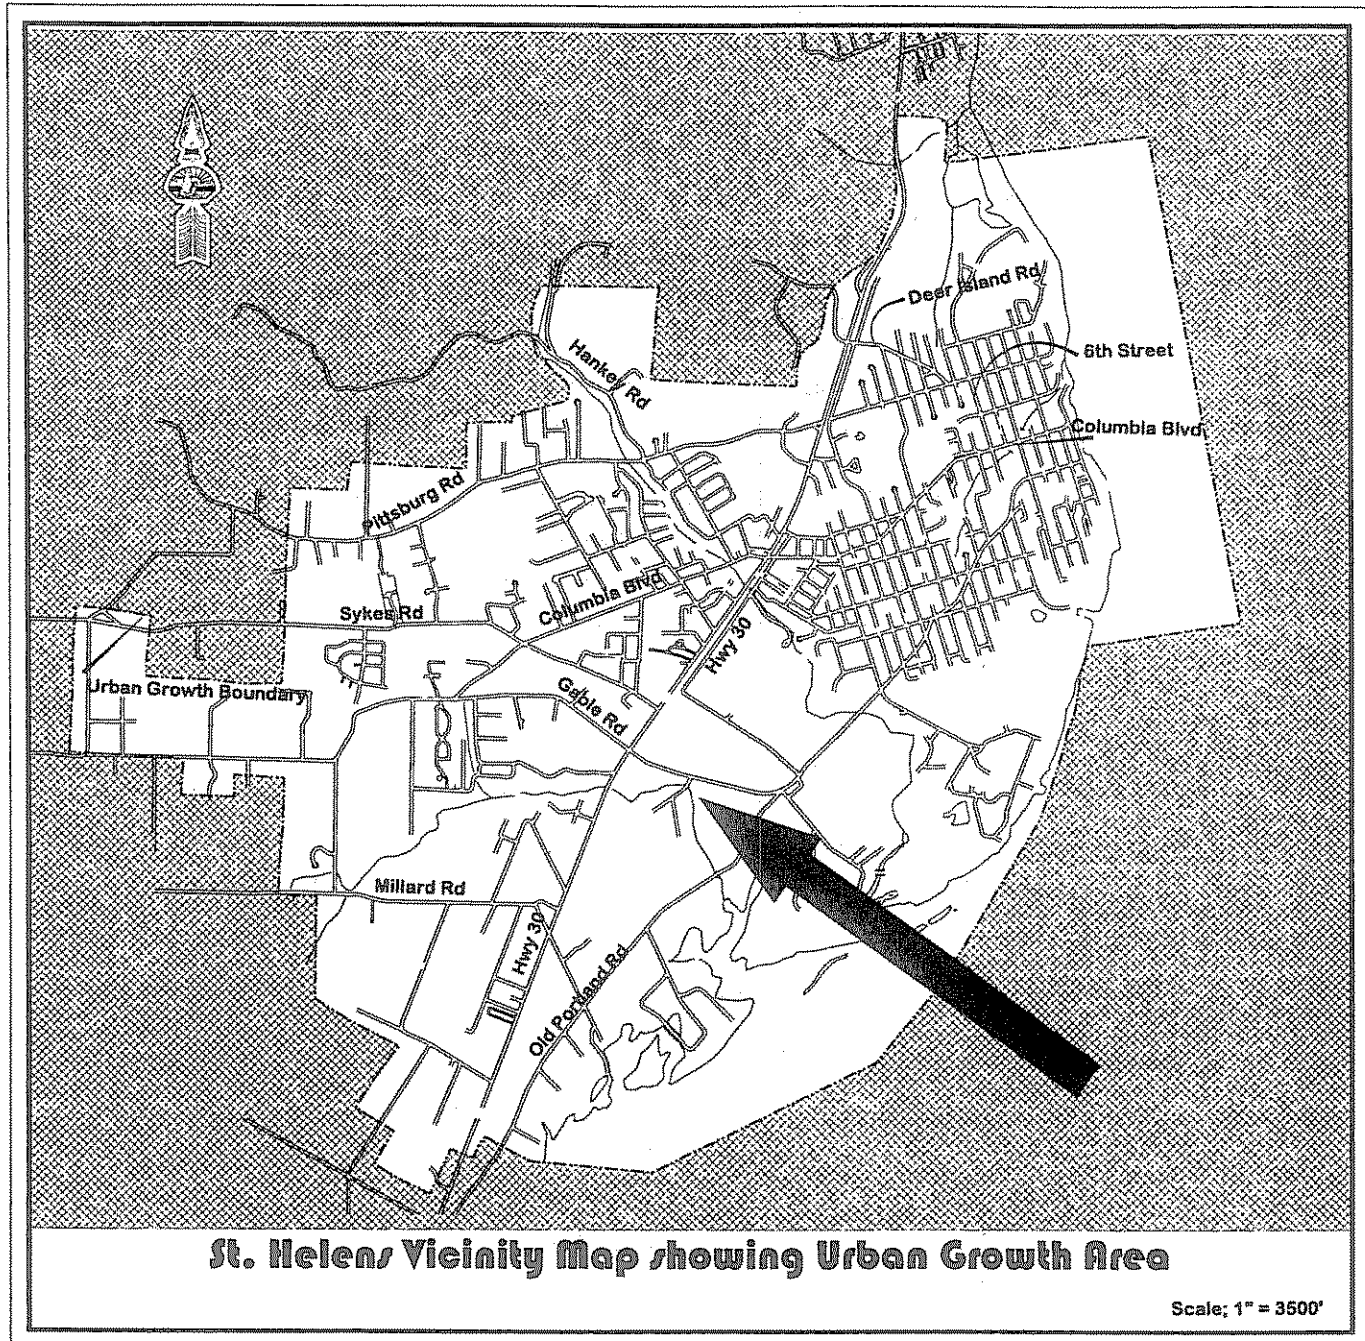 Deer Island Rd
6th Street
Hankey Rd
Columbia Blvd
Pittsburg Rd
Columbia Blvd
Sykes Rd
Hwy 30
Urban Growth Boundary
Gable Rd
Millard Rd
Hwy 30
Old Portland Rd
St. Helens Vicinity Map showing Urban Growth Area
Scale; 1" = 3500'